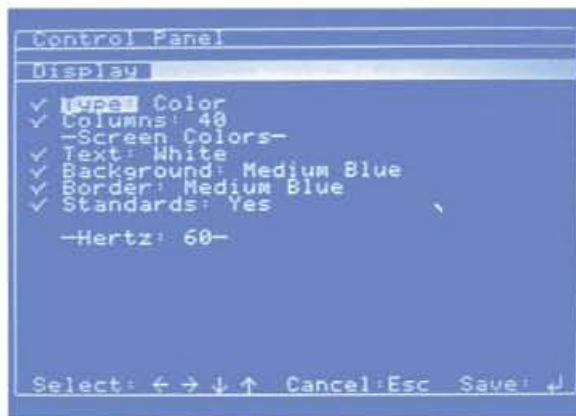 Control Panel
Display
✓ Type: Color
✓ Columns: 40
—Screen Colors—
✓ Text: White
✓ Background: Medium Blue
✓ Border: Medium Blue
✓ Standards: Yes
—Hertz: 60—
Select: ← → ↓ ↑ Cancel:Esc Save: ↵